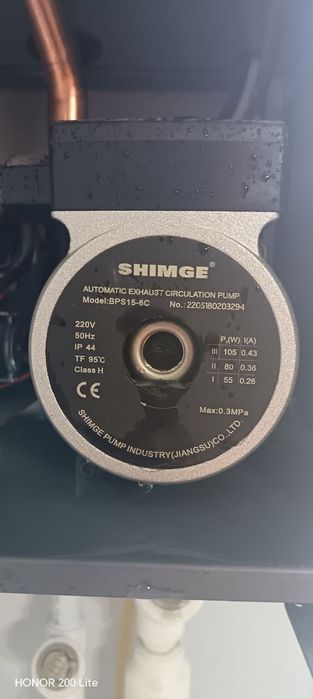 SHIMGE®
AUTOMATIC EXHAUST CIRCULATION PUMP
Model:BPS15-6C No.:2205180203294
220V
50Hz
IP 44
TF 95℃
Class H
CE
P₁(W) I(A)
III 105 0.43
II 80 0.36
I 55 0.26
Max:0.3MPa
SHIMGE PUMP INDUSTRY(JIANGSU)CO.,LTD.
HONOR 200 Lite